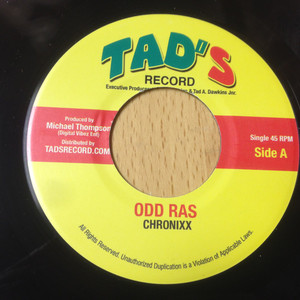 TAD"S
RECORD
Executive Produc & Tad A. Dawkins Jnr.
Produced by
Michael Thompson
(Digital Vibez Ent)
Distributed by
TADSRECORD.COM
Single 45 RPM
Side A
ODD RAS
CHRONIXX
All Rights Reserved. Unauthorized Duplication is a Violation of Applicable Laws.